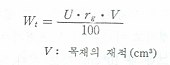 W_t = U · r_g · V / 100
V : 목재의 재적(cm³)